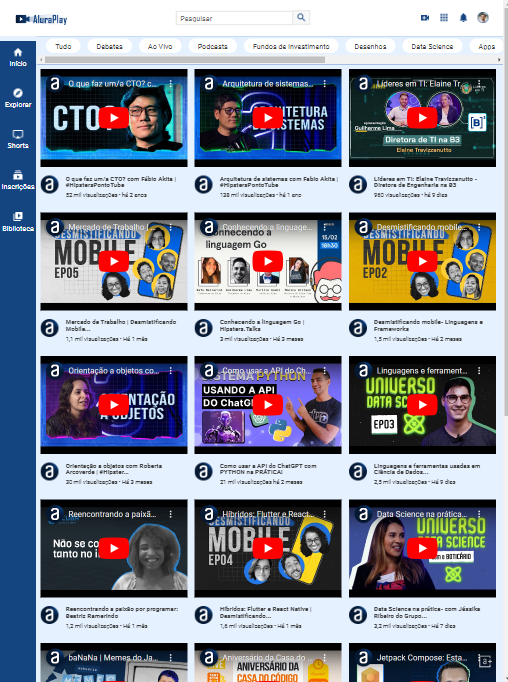 AluraPlay
Pesquisar
Início
Explorar
Shorts
Inscrições
Biblioteca
Tudo
Debates
Ao Vivo
Podcasts
Fundos de Investimento
Desenhos
Data Science
Apps
O que faz um/a CTO? c...
CTO?
O que faz um/a CTO? com Fábio Akita |
#HipstersPontoTube
52 mil visualizações • há 2 anos
Arquitetura de sistemas...
ARQUITETURA
DE SISTEMAS
Arquitetura de sistemas com Fabio Akita |
#HipstersPontoTube
138 mil visualizações • há 1 ano
Líderes em TI: Elaine Tr...
Guilherme Lima
Diretora de TI na B3
Elaine Travizzanutto
Líderes em TI: Elaine Travizzanutto -
Diretora de Engenharia na B3
980 visualizações • há 9 dias
Mercado de Trabalho |...
DESMISTIFICANDO
MOBILE
EP05
Mercado de Trabalho | Desmistificando
Mobile...
1,1 mil visualizações • Há 1 mês
Conhecendo a linguage...
Conhecendo a
linguagem Go
15/02
18h30
Conhecendo a linguagem Go |
Hipsters.Talks
3 mil visualizações • Há 3 meses
Desmistificando mobile...
DESMISTIFICANDO
MOBILE
EP02
Desmistificando mobile- Linguagens e
Frameworks
1,5 mil visualizações • Há 2 meses
Orientação a objetos co...
ORIENTAÇÃO
A OBJETOS
Orientação a objetos com Roberta
Arcoverde | #Hipster...
30 mil visualizações • Há 3 meses
Como usar a API do Ch...
SISTEMA PYTHON
USANDO A API
DO ChatGPT
Como usar a API do ChatGPT com
PYTHON na PRÁTICA!
21 mil visualizações há 2 meses
Linguagens e ferrament...
UNIVERSO
DATA SCIENCE
EP03
Linguagens e ferramentas usadas em
Ciência de Dados...
2,5 mil visualizações • Há 9 dias
Reencontrando a paixã...
Não se co
tanto no i
Reencontrando a paixão por programar:
Beatriz Ramerindo
1,2 mil visualizações • Há 1 mês
Híbridos: Flutter e React...
DESMISTIFICANDO
MOBILE
EP04
Híbridos: Flutter e React Native |
Desmistificando...
1,6 mil visualizações • Há 1 mês
Data Science na prática...
UNIVERSO
DATA SCIENCE
BOTICÁRIO
Data Science na prática- com Jéssika
Ribeiro do Grupo...
3,2 mil visualizações • Há 7 dias
baNaNa | Memes do Ja...
Aniversário da Casa do...
ANIVERSÁRIO DA
CASA DO CÓDIGO
Jetpack Compose: Esta...